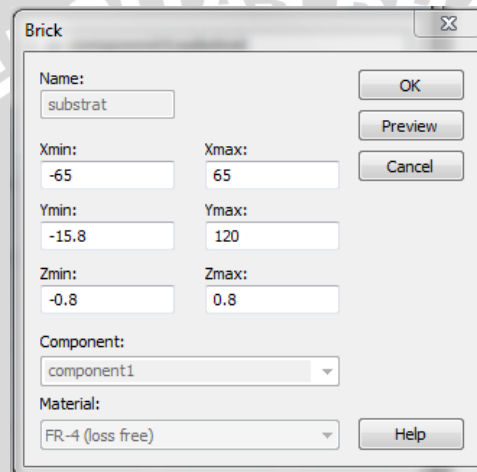 Brick
Name:
substrat
OK
Preview
Cancel
Xmin: Xmax:
-65 65
Ymin: Ymax:
-15.8 120
Zmin: Zmax:
-0.8 0.8
Component:
component1
Material:
FR-4 (loss free)
Help